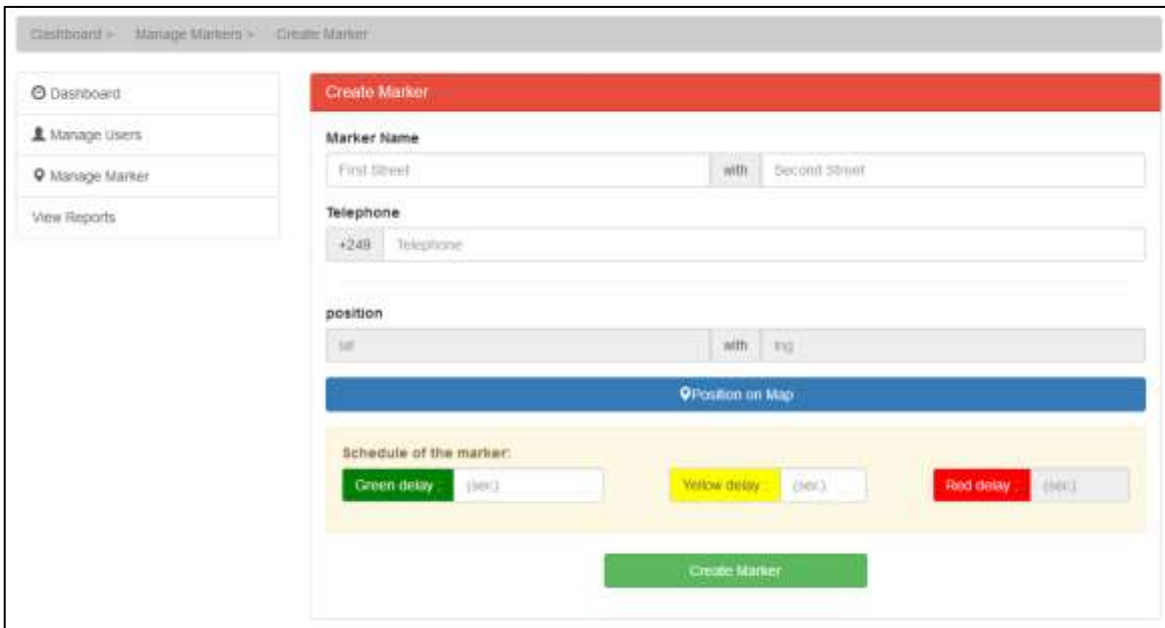 Dashboard > Manage Markers > Create Marker
Dashboard
Manage Users
Manage Marker
View Reports
Create Marker
Marker Name
First Street with Second Street
Telephone
+249 Telephone
position
lat with lng
Position on Map
Schedule of the marker:
Green delay : (sec) Yellow delay : (sec) Red delay : (sec)
Create Marker